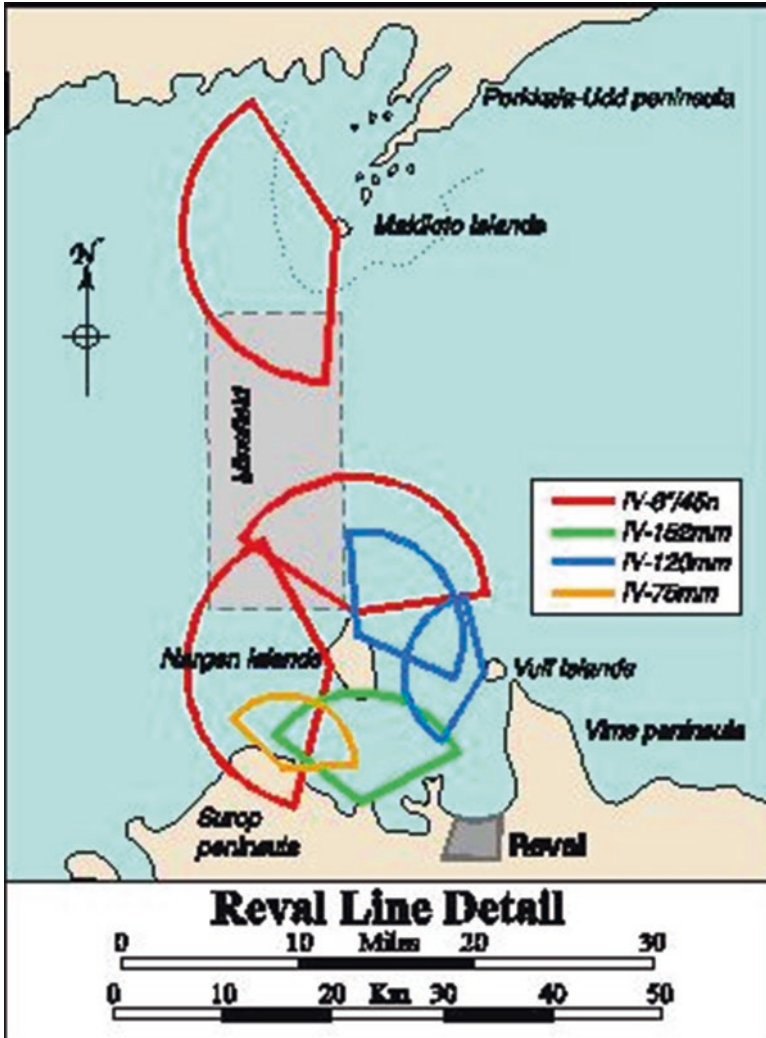 Porkkala-Udd peninsula
N
Makiloto Islands
Minefield
IV-8"/45n
IV-152mm
IV-120mm
IV-75mm
Nargen Islands
Vulf Islands
Vims peninsula
Surop
peninsula
Reval
Reval Line Detail
0 10 Miles 20 30
0 10 20 Km 30 40 50